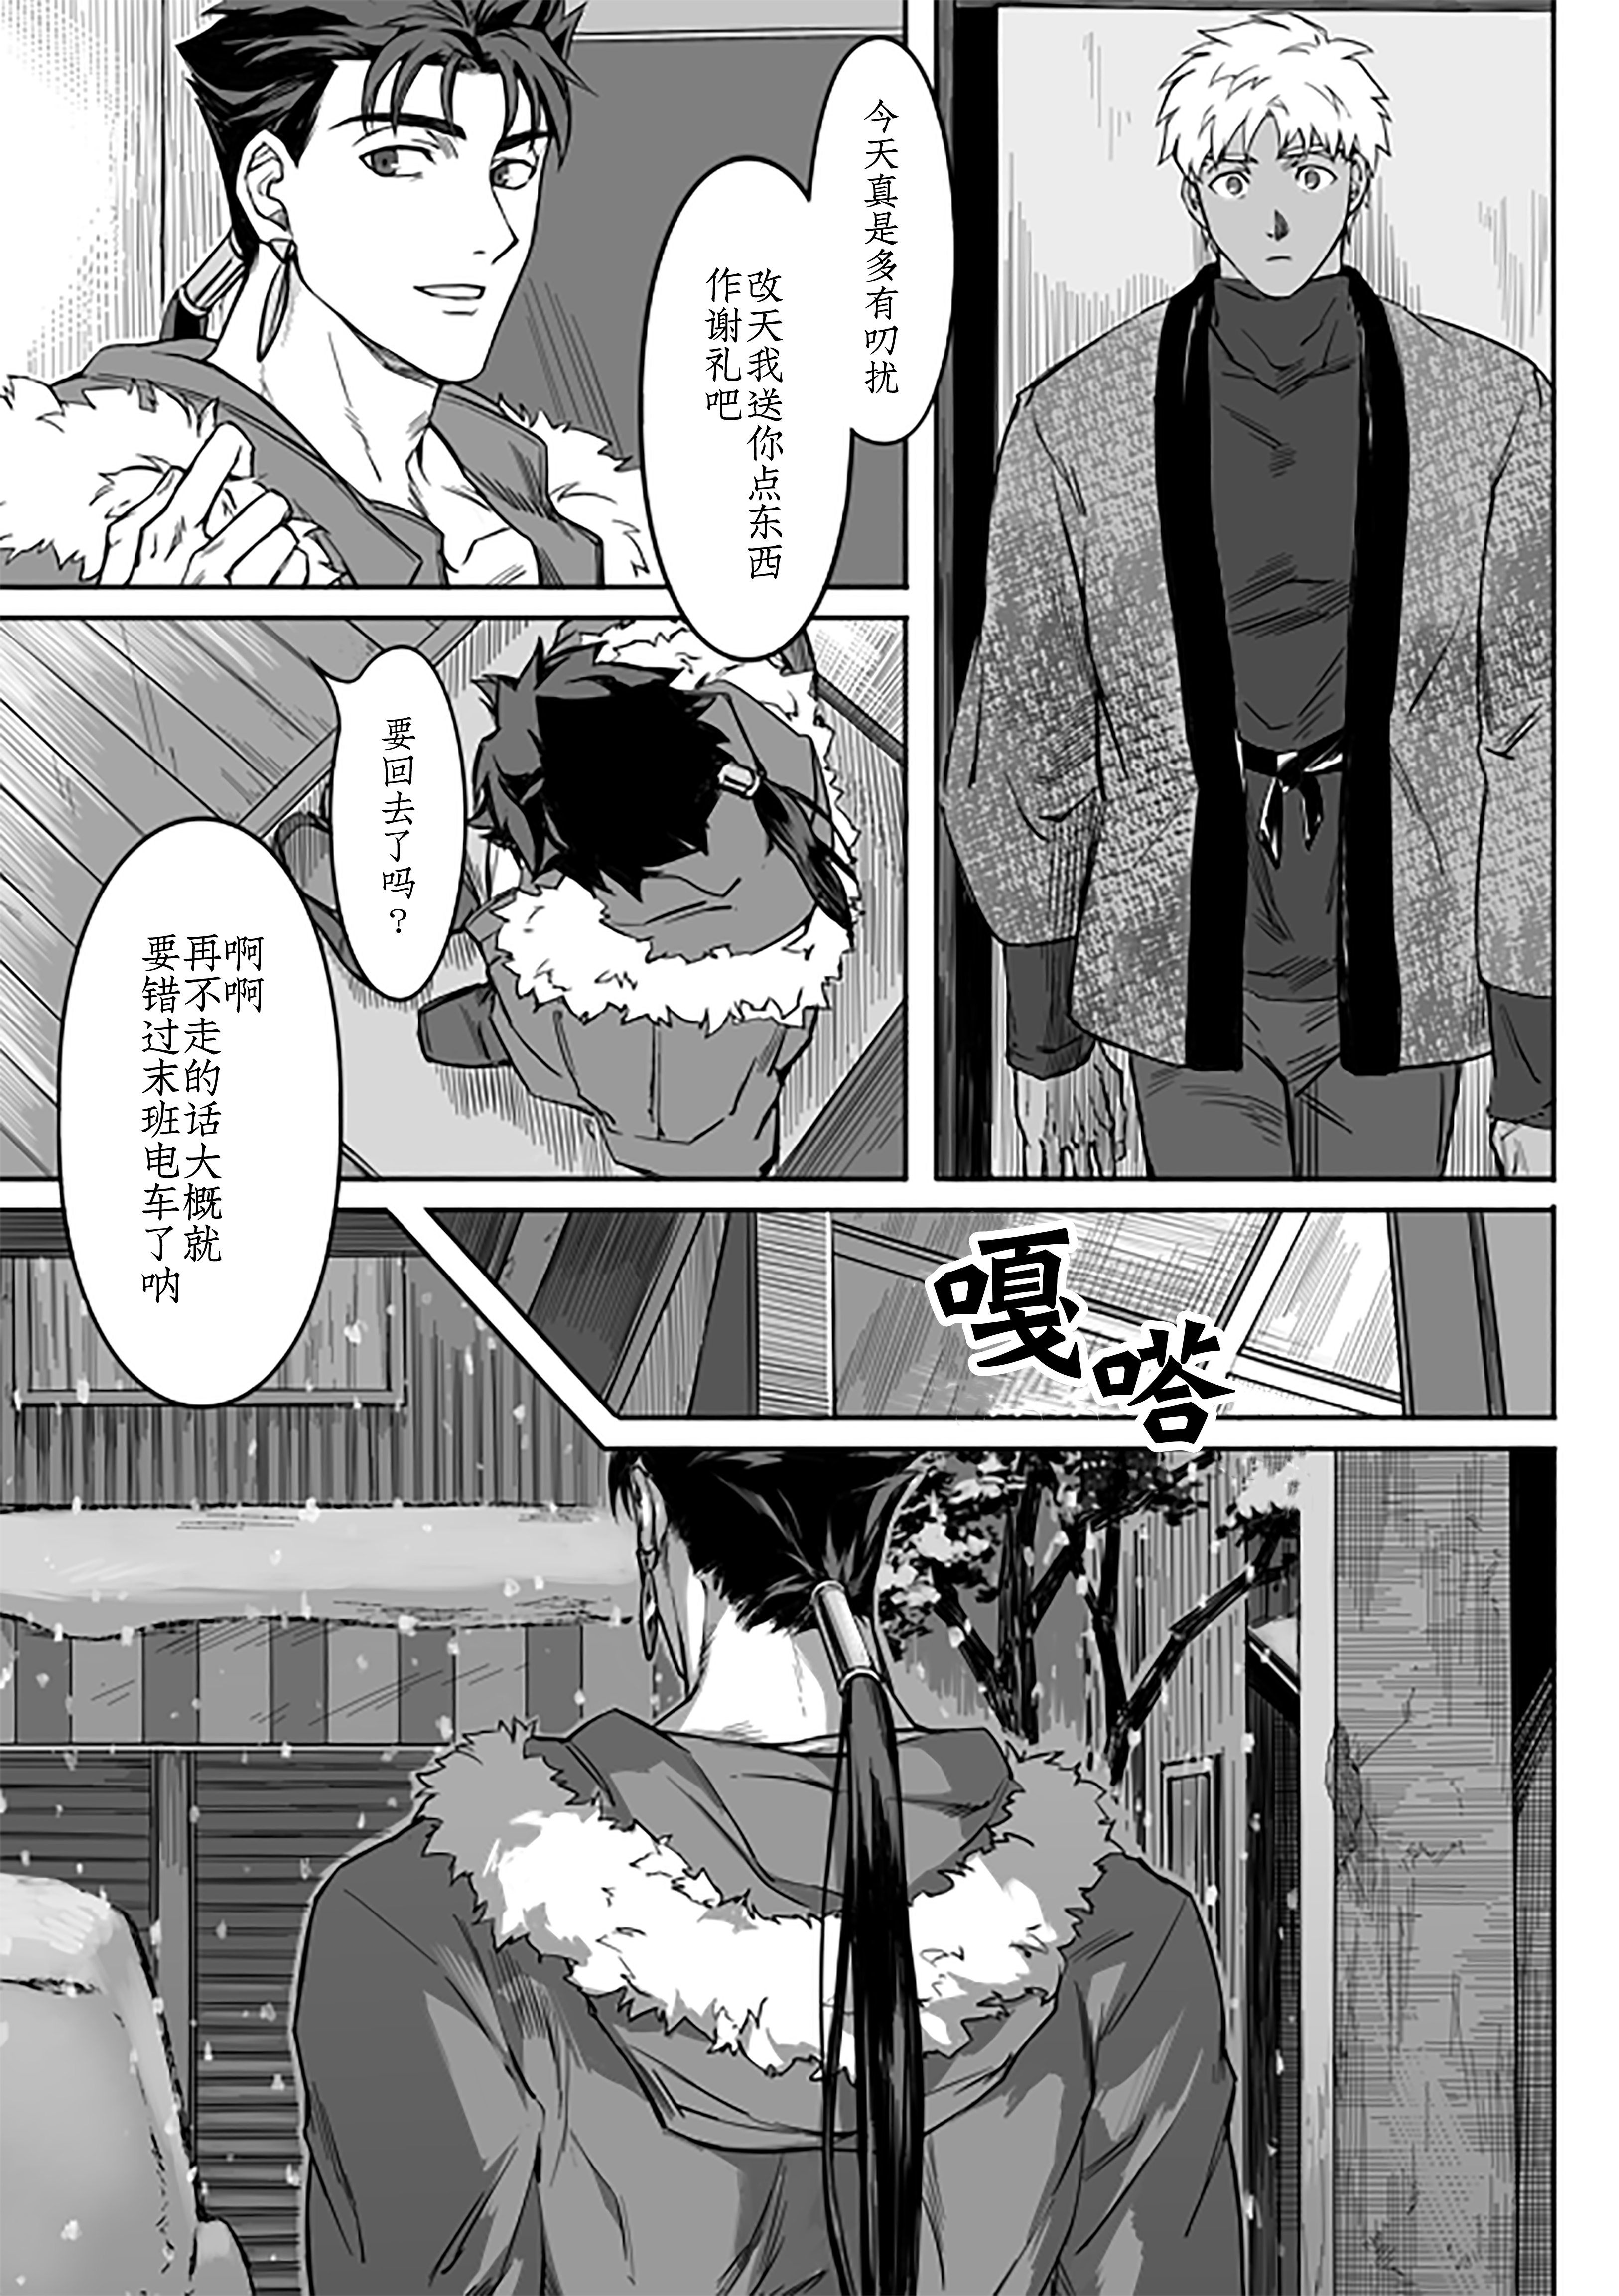 今天真是多有叨扰
改天我送你点东西
作谢礼吧
要回去了吗？
啊啊
再不走的话大概就
要错过末班电车了呐
嘎嗒